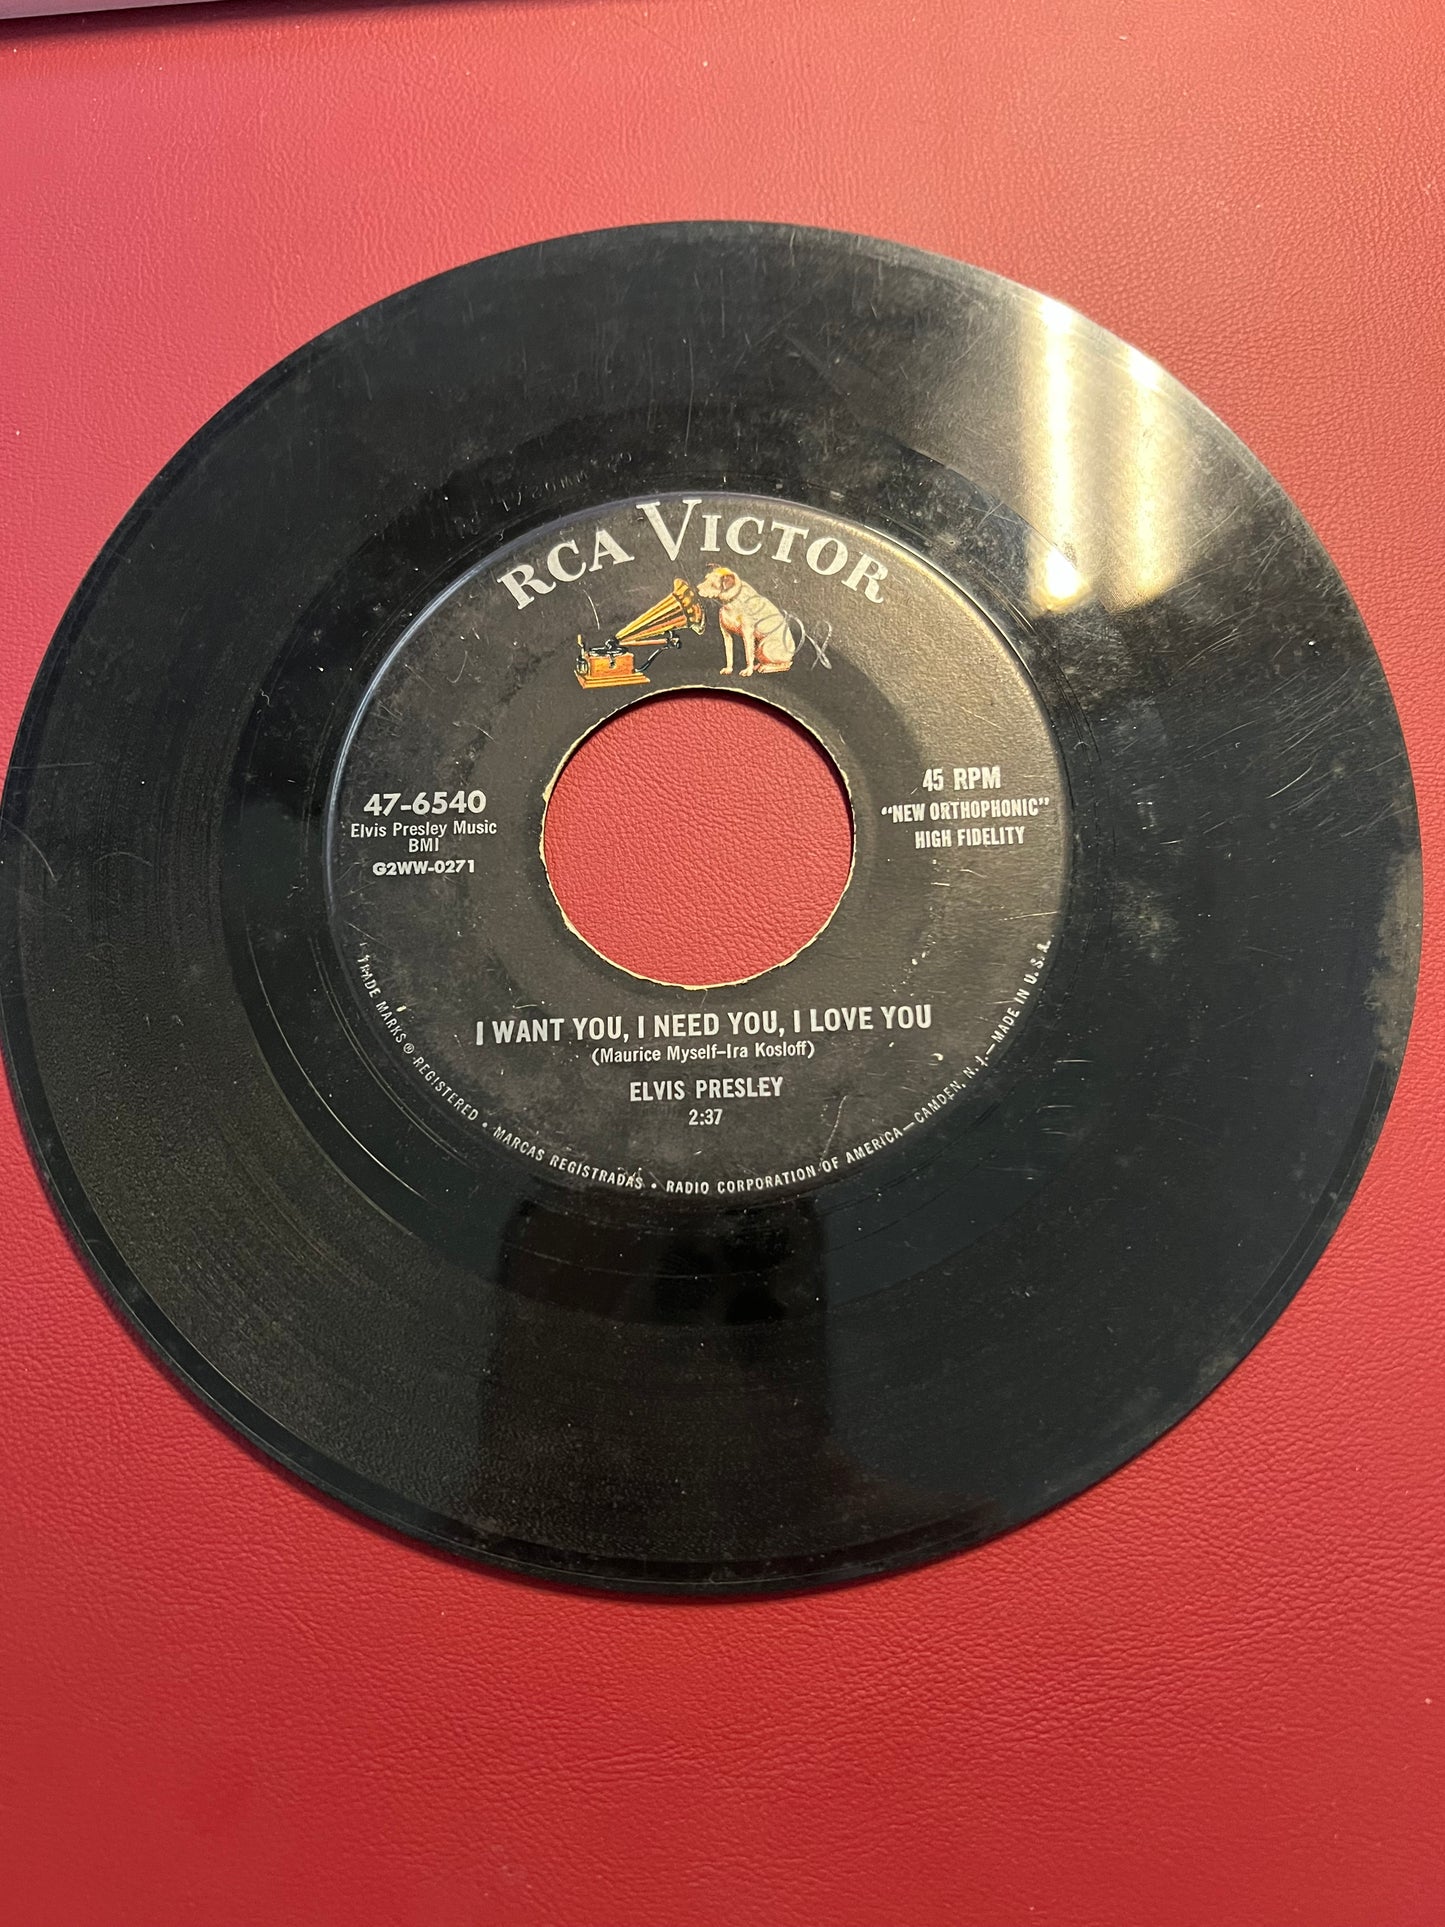 RCA VICTOR
47-6540
Elvis Presley Music
BMI
G2WW-0271
45 RPM
"NEW ORTHOPHONIC"
HIGH FIDELITY
I WANT YOU, I NEED YOU, I LOVE YOU
(Maurice Myself–Ira Kosloff)
ELVIS PRESLEY
2:37
TRADE MARKS ® REGISTERED • MARCAS REGISTRADAS • RADIO CORPORATION OF AMERICA—CAMDEN, N. J.—MADE IN U. S. A.